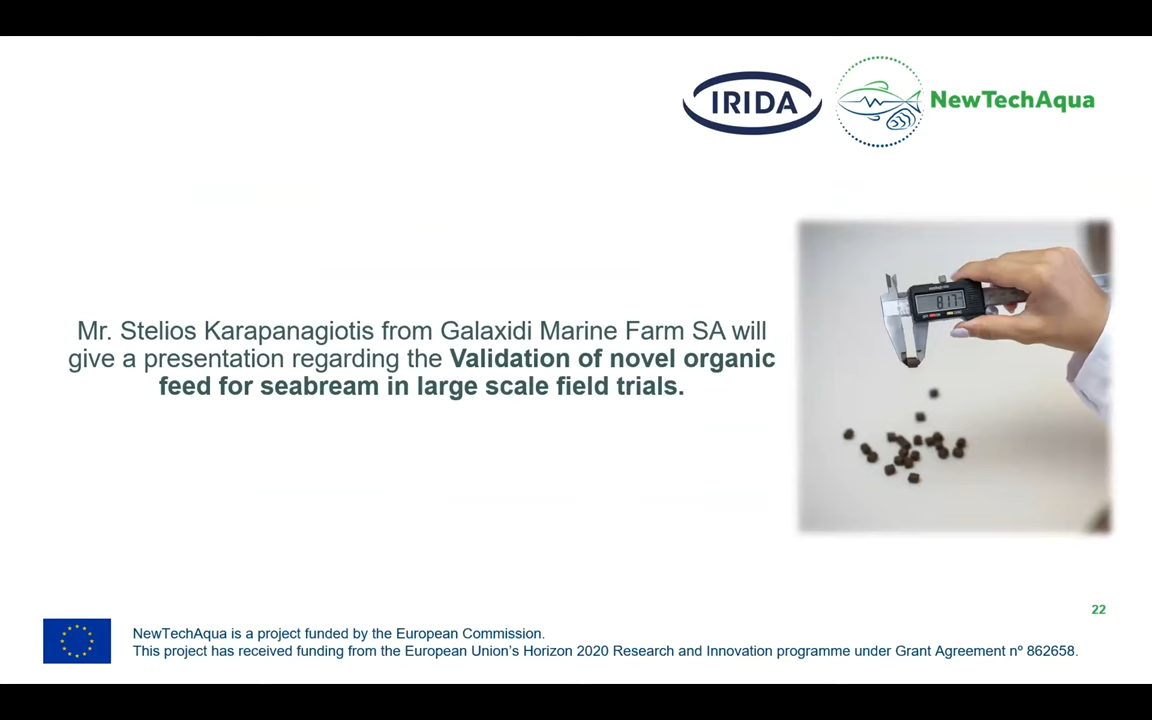 IRIDA
NewTechAqua
Mr. Stelios Karapanagiotis from Galaxidi Marine Farm SA will
give a presentation regarding the Validation of novel organic
feed for seabream in large scale field trials.
22
NewTechAqua is a project funded by the European Commission.
This project has received funding from the European Union’s Horizon 2020 Research and Innovation programme under Grant Agreement nº 862658.